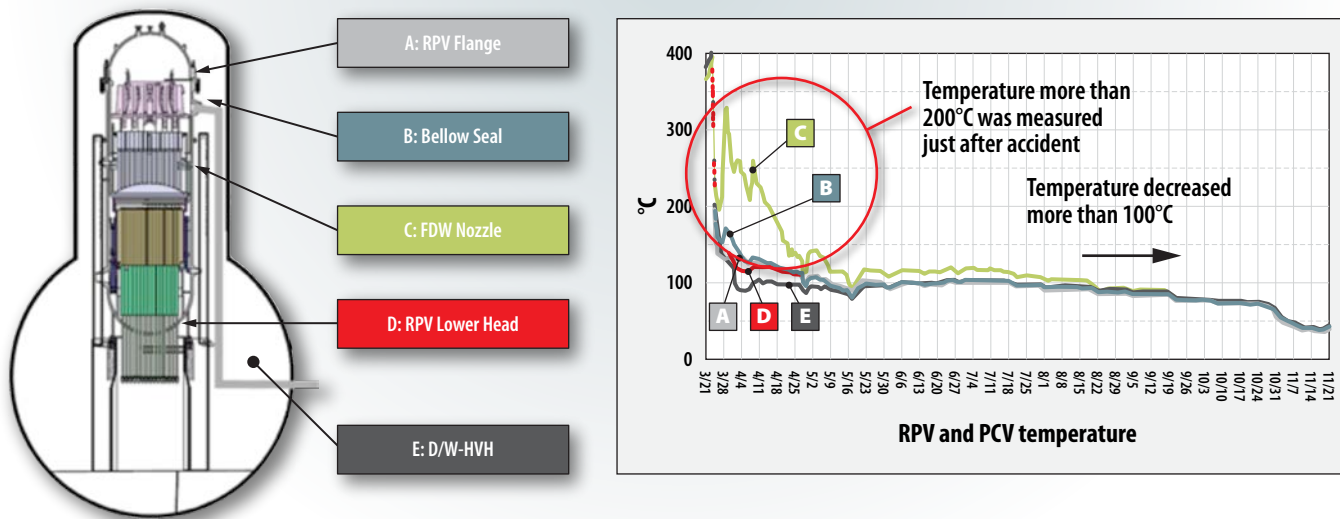 A: RPV Flange
B: Bellow Seal
C: FDW Nozzle
D: RPV Lower Head
E: D/W-HVH
400
300
200
100
0
°C
Temperature more than
200°C was measured
just after accident
Temperature decreased
more than 100°C
C
B
A
D
E
3/21
3/28
4/4
4/11
4/18
4/25
5/2
5/9
5/16
5/23
5/30
6/6
6/13
6/20
6/27
7/4
7/11
7/18
7/25
8/1
8/8
8/15
8/22
8/29
9/5
9/12
9/19
9/26
10/3
10/10
10/17
10/24
10/31
11/7
11/14
11/21
RPV and PCV temperature